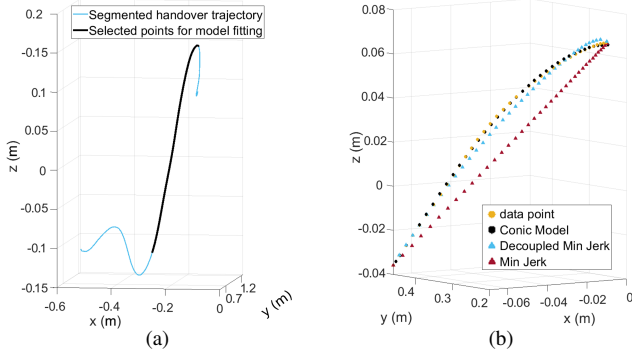 Segmented handover trajectory
Selected points for model fitting
0.2
0.15
0.1
0.05
0
-0.05
-0.1
-0.15
z (m)
-0.6
-0.4
-0.2
0
x (m)
0.7
1.2
y (m)
(a)
0.08
0.06
0.04
0.02
0
-0.02
-0.04
z (m)
data point
Conic Model
Decoupled Min Jerk
Min Jerk
0.4
0.3
0.2
y (m)
-0.06
-0.04
-0.02
0
x (m)
(b)